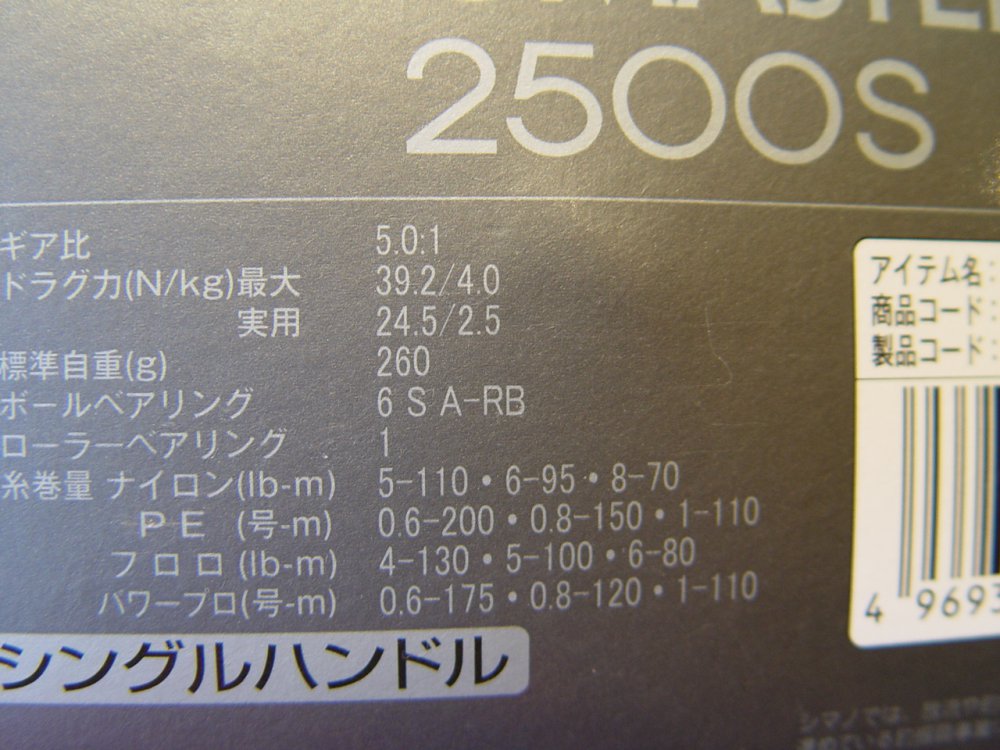 2500S
ギア比 5.0:1
ドラグ力(N/kg)最大 39.2/4.0
実用 24.5/2.5
標準自重(g) 260
ボールベアリング 6 S A-RB
ローラーベアリング 1
糸巻量 ナイロン(lb-m) 5-110・6-95・8-70
PE (号-m) 0.6-200・0.8-150・1-110
フロロ(lb-m) 4-130・5-100・6-80
パワープロ(号-m) 0.6-175・0.8-120・1-110
シングルハンドル
アイテム名:
商品コード:
製品コード:
4 9693
シマノでは、